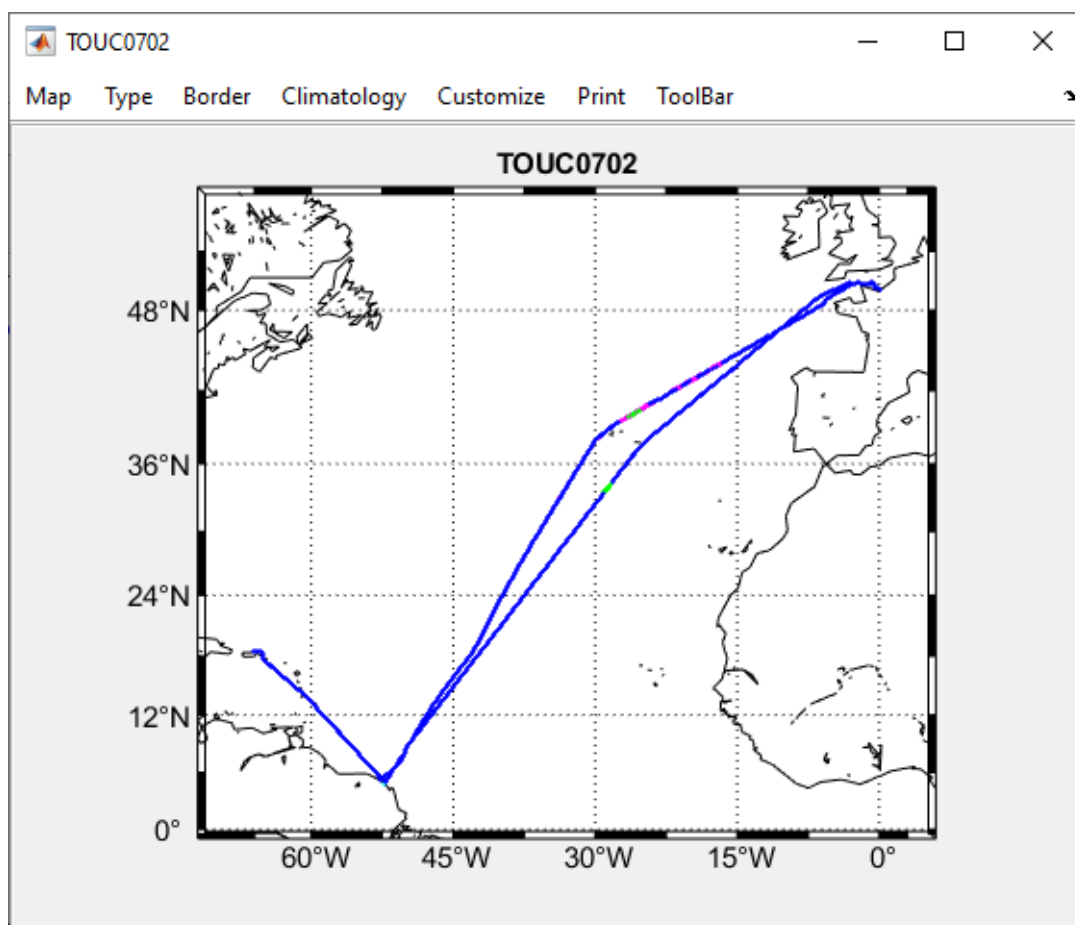 TOUC0702
Map Type Border Climatology Customize Print ToolBar
TOUC0702
48°N
36°N
24°N
12°N
0°
60°W 45°W 30°W 15°W 0°